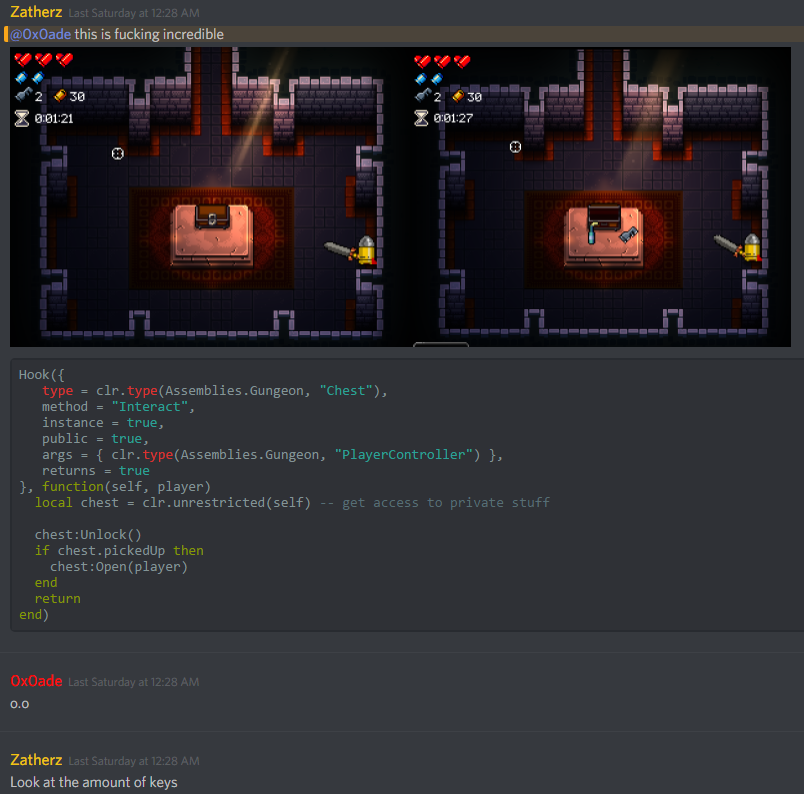 Zatherz Last Saturday at 12:28 AM
@0x0ade this is fucking incredible
2 30
0:01:21
2 30
0:01:27
Hook({
   type = clr.type(Assemblies.Gungeon, "Chest"),
   method = "Interact",
   instance = true,
   public = true,
   args = { clr.type(Assemblies.Gungeon, "PlayerController") },
   returns = true
}, function(self, player)
  local chest = clr.unrestricted(self) -- get access to private stuff

  chest:Unlock()
  if chest.pickedUp then
    chest:Open(player)
  end
  return
end)
0x0ade Last Saturday at 12:28 AM
o.o
Zatherz Last Saturday at 12:28 AM
Look at the amount of keys